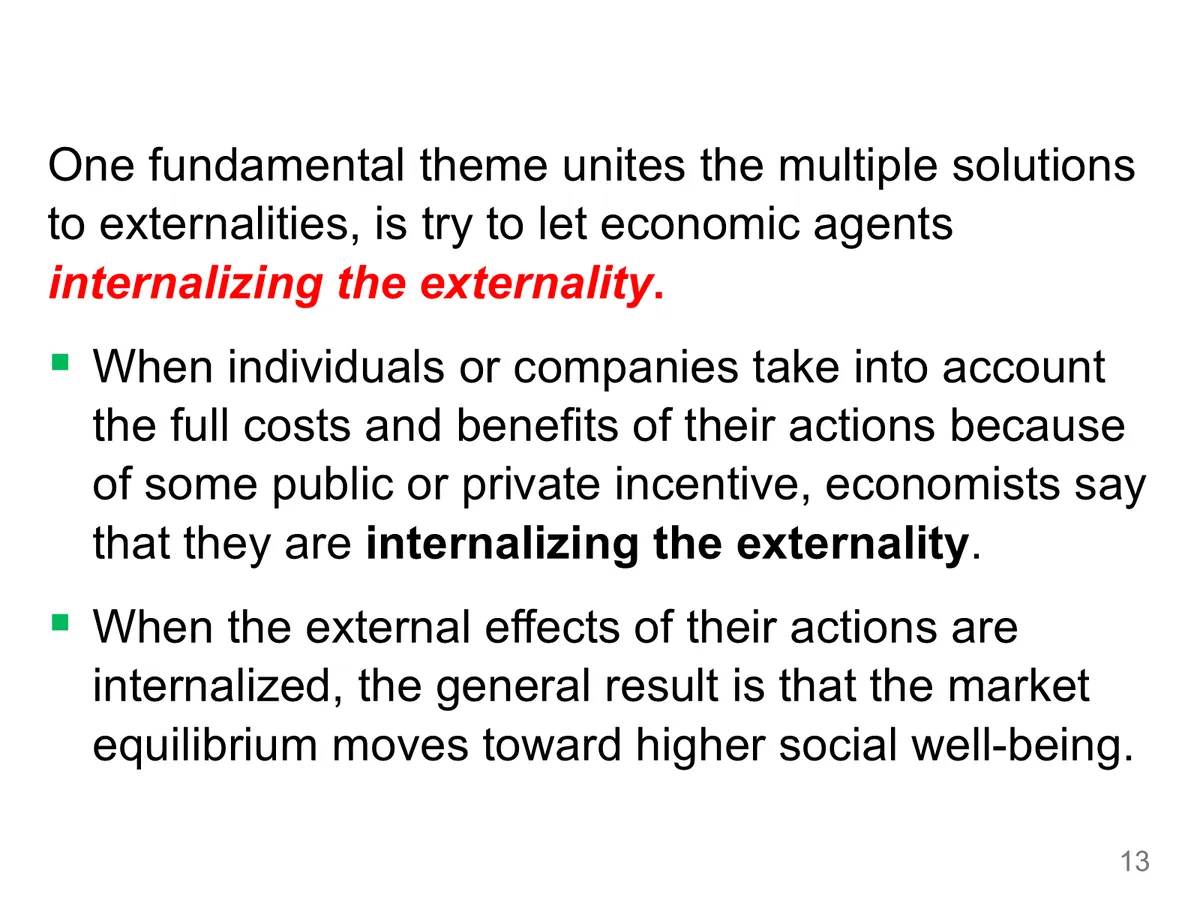 One fundamental theme unites the multiple solutions
to externalities, is try to let economic agents
internalizing the externality.
▪ When individuals or companies take into account
the full costs and benefits of their actions because
of some public or private incentive, economists say
that they are internalizing the externality.
▪ When the external effects of their actions are
internalized, the general result is that the market
equilibrium moves toward higher social well-being.
13